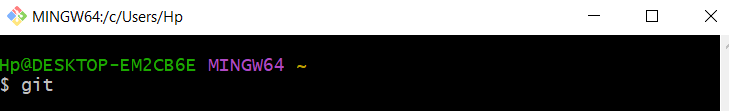 MINGW64:/c/Users/Hp
Hp@DESKTOP-EM2CB6E MINGW64 ~
$ git